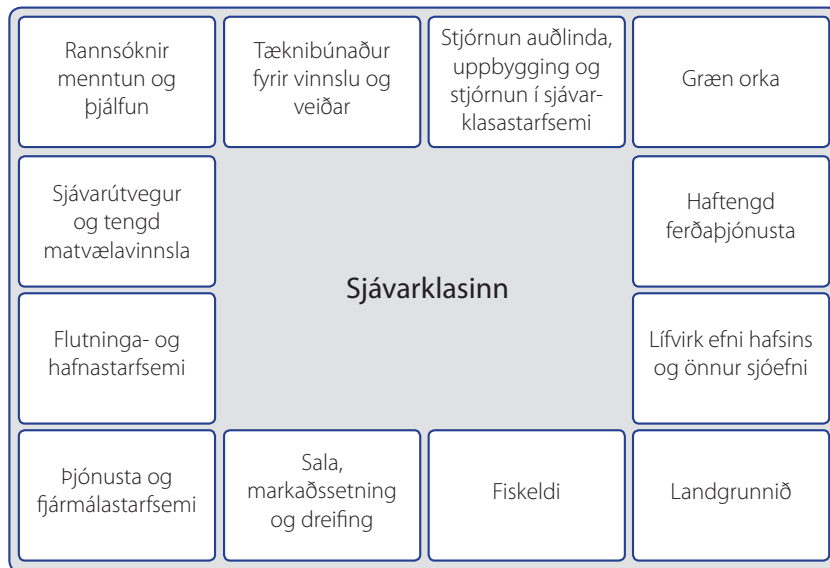 Rannsóknir
menntun og
þjálfun
Tæknibúnaður
fyrir vinnslu og
veiðar
Stjórnun auðlinda,
uppbygging og
stjórnun í sjávar-
klasastarfsemi
Græn orka
Sjávarútvegur
og tengd
matvælavinnsla
Haftengd
ferðaþjónusta
Sjávarklasinn
Flutninga- og
hafnastarfsemi
Lífvirk efni hafsins
og önnur sjóefni
Þjónusta og
fjármálastarfsemi
Sala,
markaðssetning
og dreifing
Fiskeldi
Landgrunnið